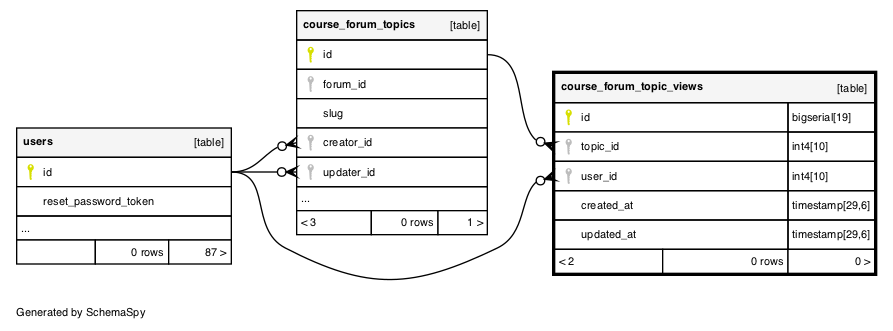 course_forum_topics [table]
id
forum_id
slug
creator_id
updater_id
...
< 3 0 rows 1 >
users [table]
id
reset_password_token
...
0 rows 87 >
course_forum_topic_views [table]
id bigserial[19]
topic_id int4[10]
user_id int4[10]
created_at timestamp[29,6]
updated_at timestamp[29,6]
< 2 0 rows 0 >
Generated by SchemaSpy